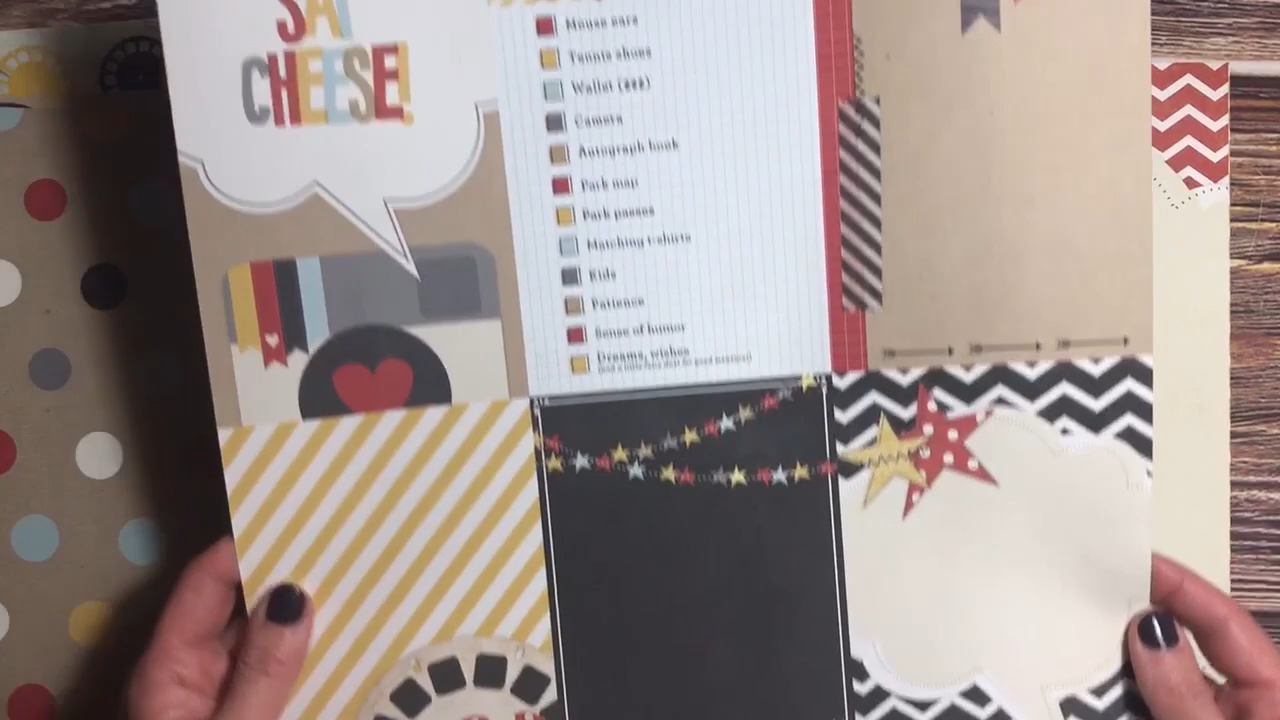 SAY
CHEESE!
Mouse ears
Tennis shoes
Wallet ($$$)
Camera
Autograph book
Park map
Park passes
Matching t-shirts
Kids
Patience
Sense of humor
Dreams, wishes